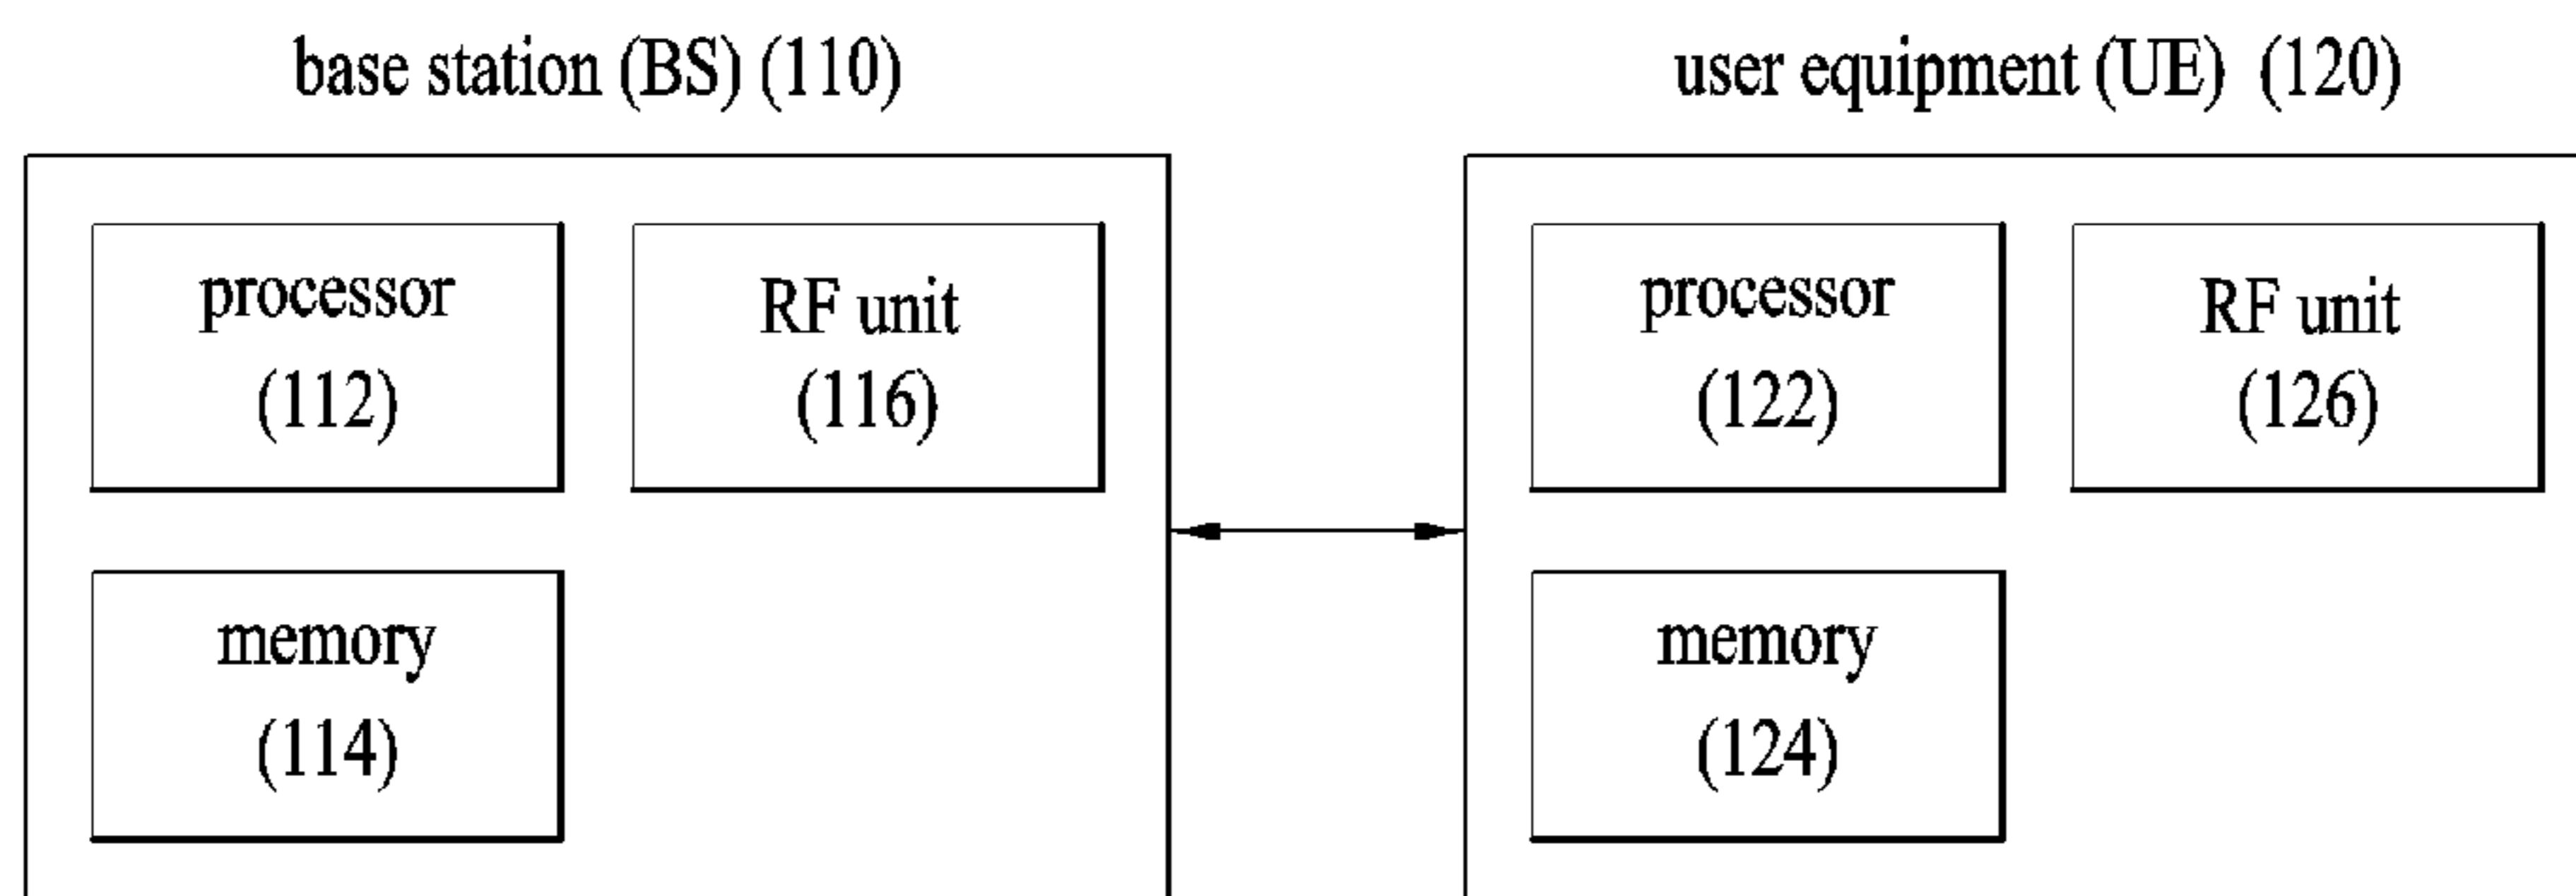 base station (BS) (110)
processor
(112)
RF unit
(116)
memory
(114)
user equipment (UE) (120)
processor
(122)
RF unit
(126)
memory
(124)